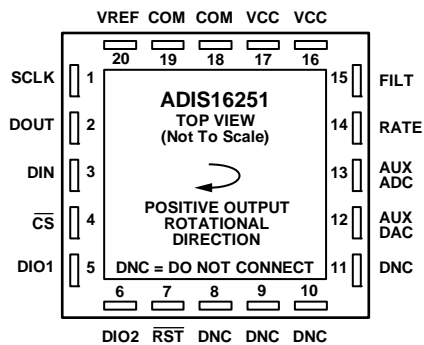 VREF COM COM VCC VCC
20 19 18 17 16
SCLK 1
DOUT 2
DIN 3
CS 4
DIO1 5
ADIS16251
TOP VIEW
(Not To Scale)
POSITIVE OUTPUT
ROTATIONAL
DIRECTION
DNC = DO NOT CONNECT
15 FILT
14 RATE
13 AUX
ADC
12 AUX
DAC
11 DNC
6 7 8 9 10
DIO2 RST DNC DNC DNC